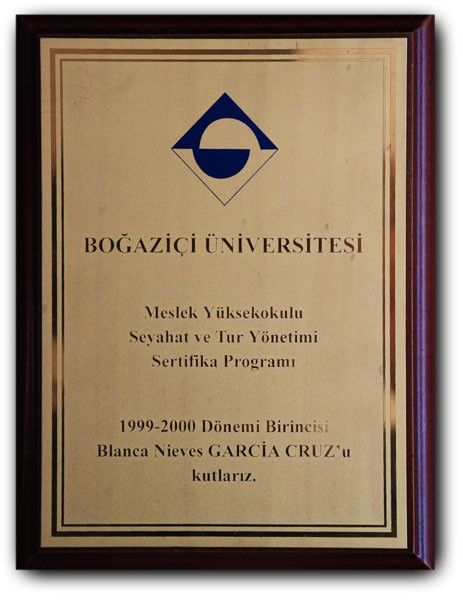 BOĞAZİÇİ ÜNİVERSİTESİ
Meslek Yüksekokulu
Seyahat ve Tur Yönetimi
Sertifika Programı
1999-2000 Dönemi Birincisi
Blanca Nieves GARCİA CRUZ'u
kutlarız.